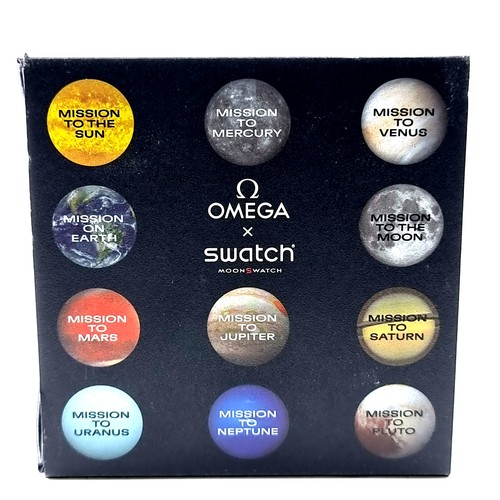 MISSION
TO THE
SUN
MISSION
TO
MERCURY
MISSION
TO
VENUS
MISSION
ON
EARTH
Ω
OMEGA
×
swatch®
MOONSWATCH
MISSION
TO THE
MOON
MISSION
TO
MARS
MISSION
TO
JUPITER
MISSION
TO
SATURN
MISSION
TO
URANUS
MISSION
TO
NEPTUNE
MISSION
TO
PLUTO